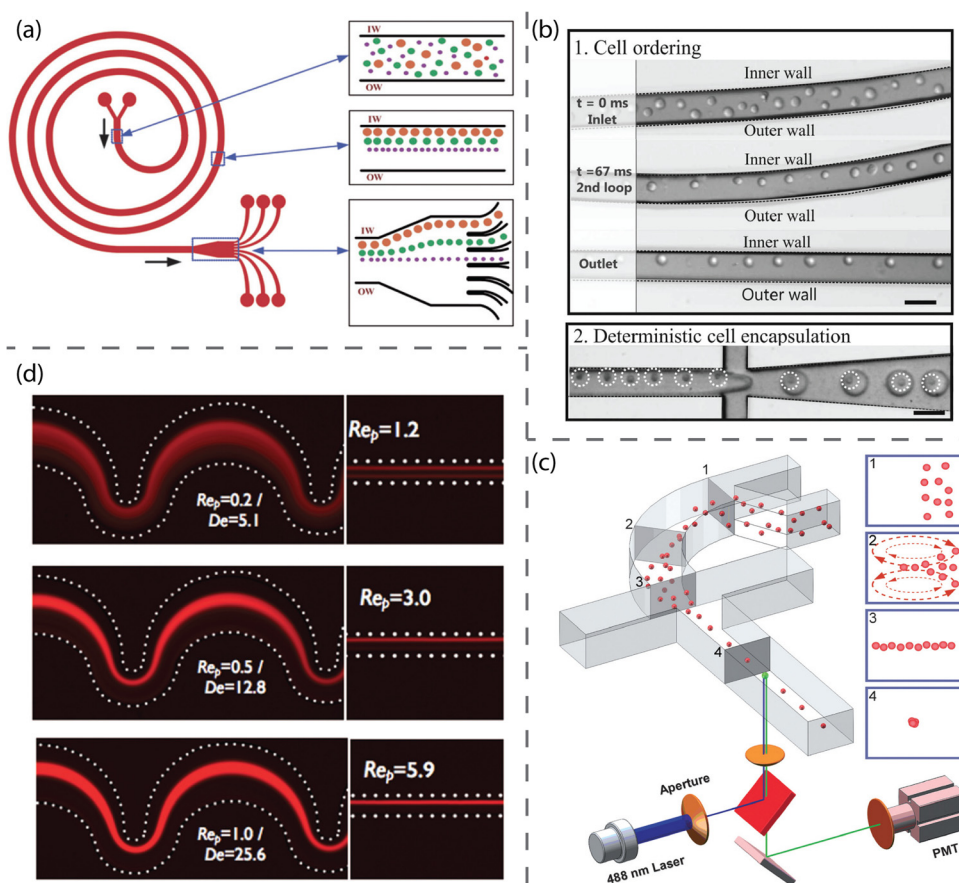 (a)
IW
OW
IW
OW
IW
OW
(b)
1. Cell ordering
Inner wall
t = 0 ms
Inlet
Outer wall
Inner wall
t =67 ms
2nd loop
Outer wall
Inner wall
Outlet
Outer wall
2. Deterministic cell encapsulation
(d)
Rep=1.2
Rep=0.2 /
De=5.1
Rep=3.0
Rep=0.5 /
De=12.8
Rep=5.9
Rep=1.0 /
De=25.6
(c)
1
2
3
4
1
2
3
4
Aperture
488 nm Laser
PMT